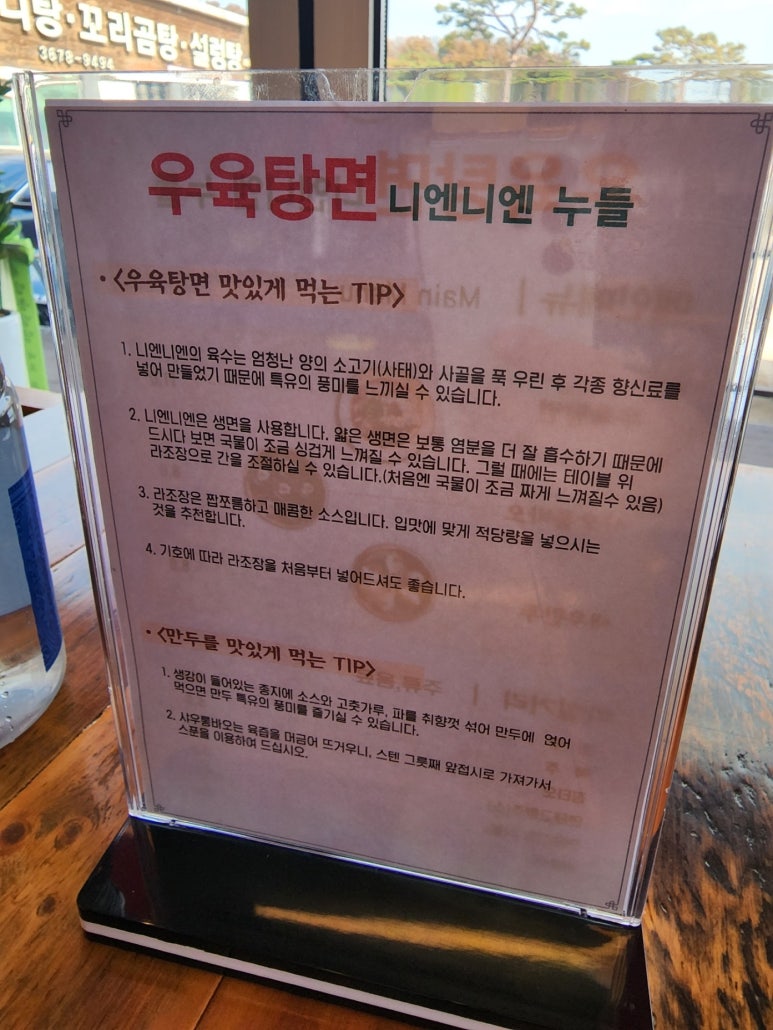 리탕·꼬리곰탕·설렁탕
3678-9494
우육탕면 니엔니엔 누들
• <우육탕면 맛있게 먹는 TIP>
1. 니엔니엔의 육수는 엄청난 양의 소고기(사태)와 사골을 푹 우린 후 각종 향신료를
넣어 만들었기 때문에 특유의 풍미를 느끼실 수 있습니다.
2. 니엔니엔은 생면을 사용합니다. 얇은 생면은 보통 염분을 더 잘 흡수하기 때문에
드시다 보면 국물이 조금 싱겁게 느껴질 수 있습니다. 그럴 때에는 테이블 위
라조장으로 간을 조절하실 수 있습니다.(처음엔 국물이 조금 짜게 느껴질수 있음)
3. 라조장은 짭쪼름하고 매콤한 소스입니다. 입맛에 맞게 적당량을 넣으시는
것을 추천합니다.
4. 기호에 따라 라조장을 처음부터 넣어드셔도 좋습니다.
• <만두를 맛있게 먹는 TIP>
1. 생강이 들어있는 종지에 소스와 고춧가루, 파를 취향껏 섞어 만두에 얹어
먹으면 만두 특유의 풍미를 즐기실 수 있습니다.
2. 샤우롱바오는 육즙을 머금어 뜨거우니, 스텐 그릇째 앞접시로 가져가서
스푼을 이용하여 드십시오.